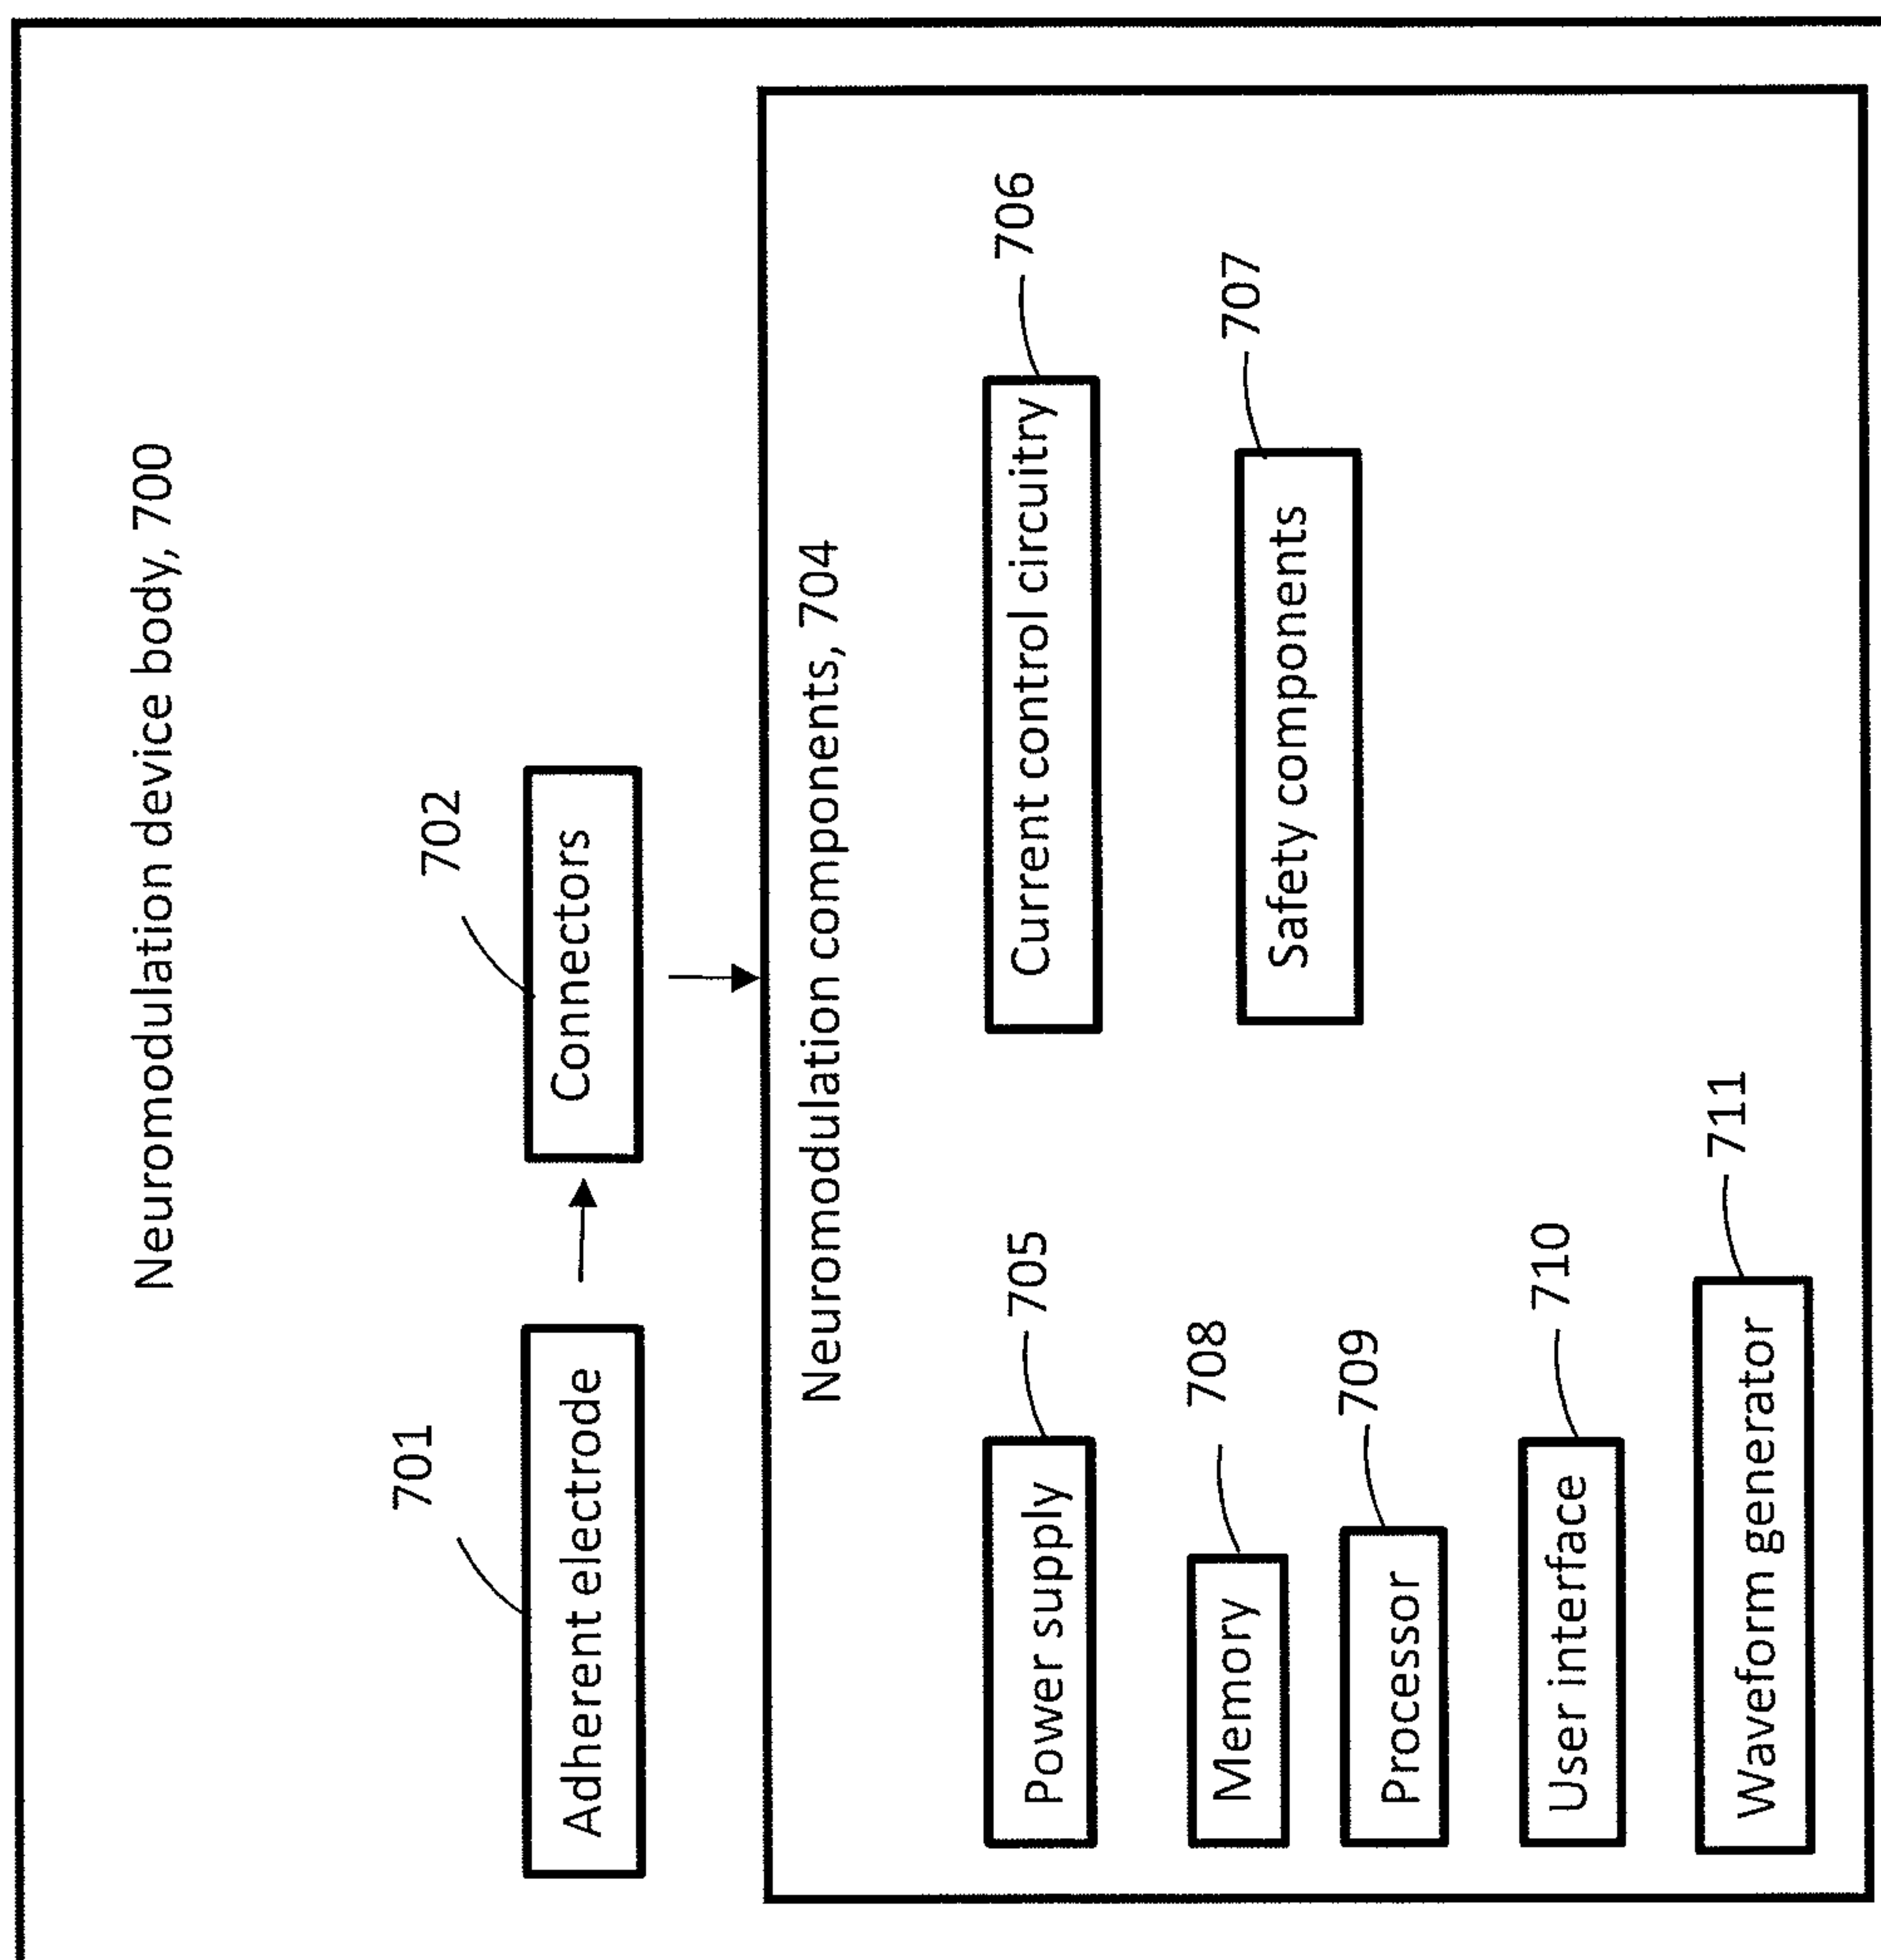 Neuromodulation device body, 700
701
702
Adherent electrode
Connectors
Neuromodulation components, 704
705
706
Power supply
Current control circuitry
708
707
Memory
Safety components
709
Processor
710
User interface
711
Waveform generator